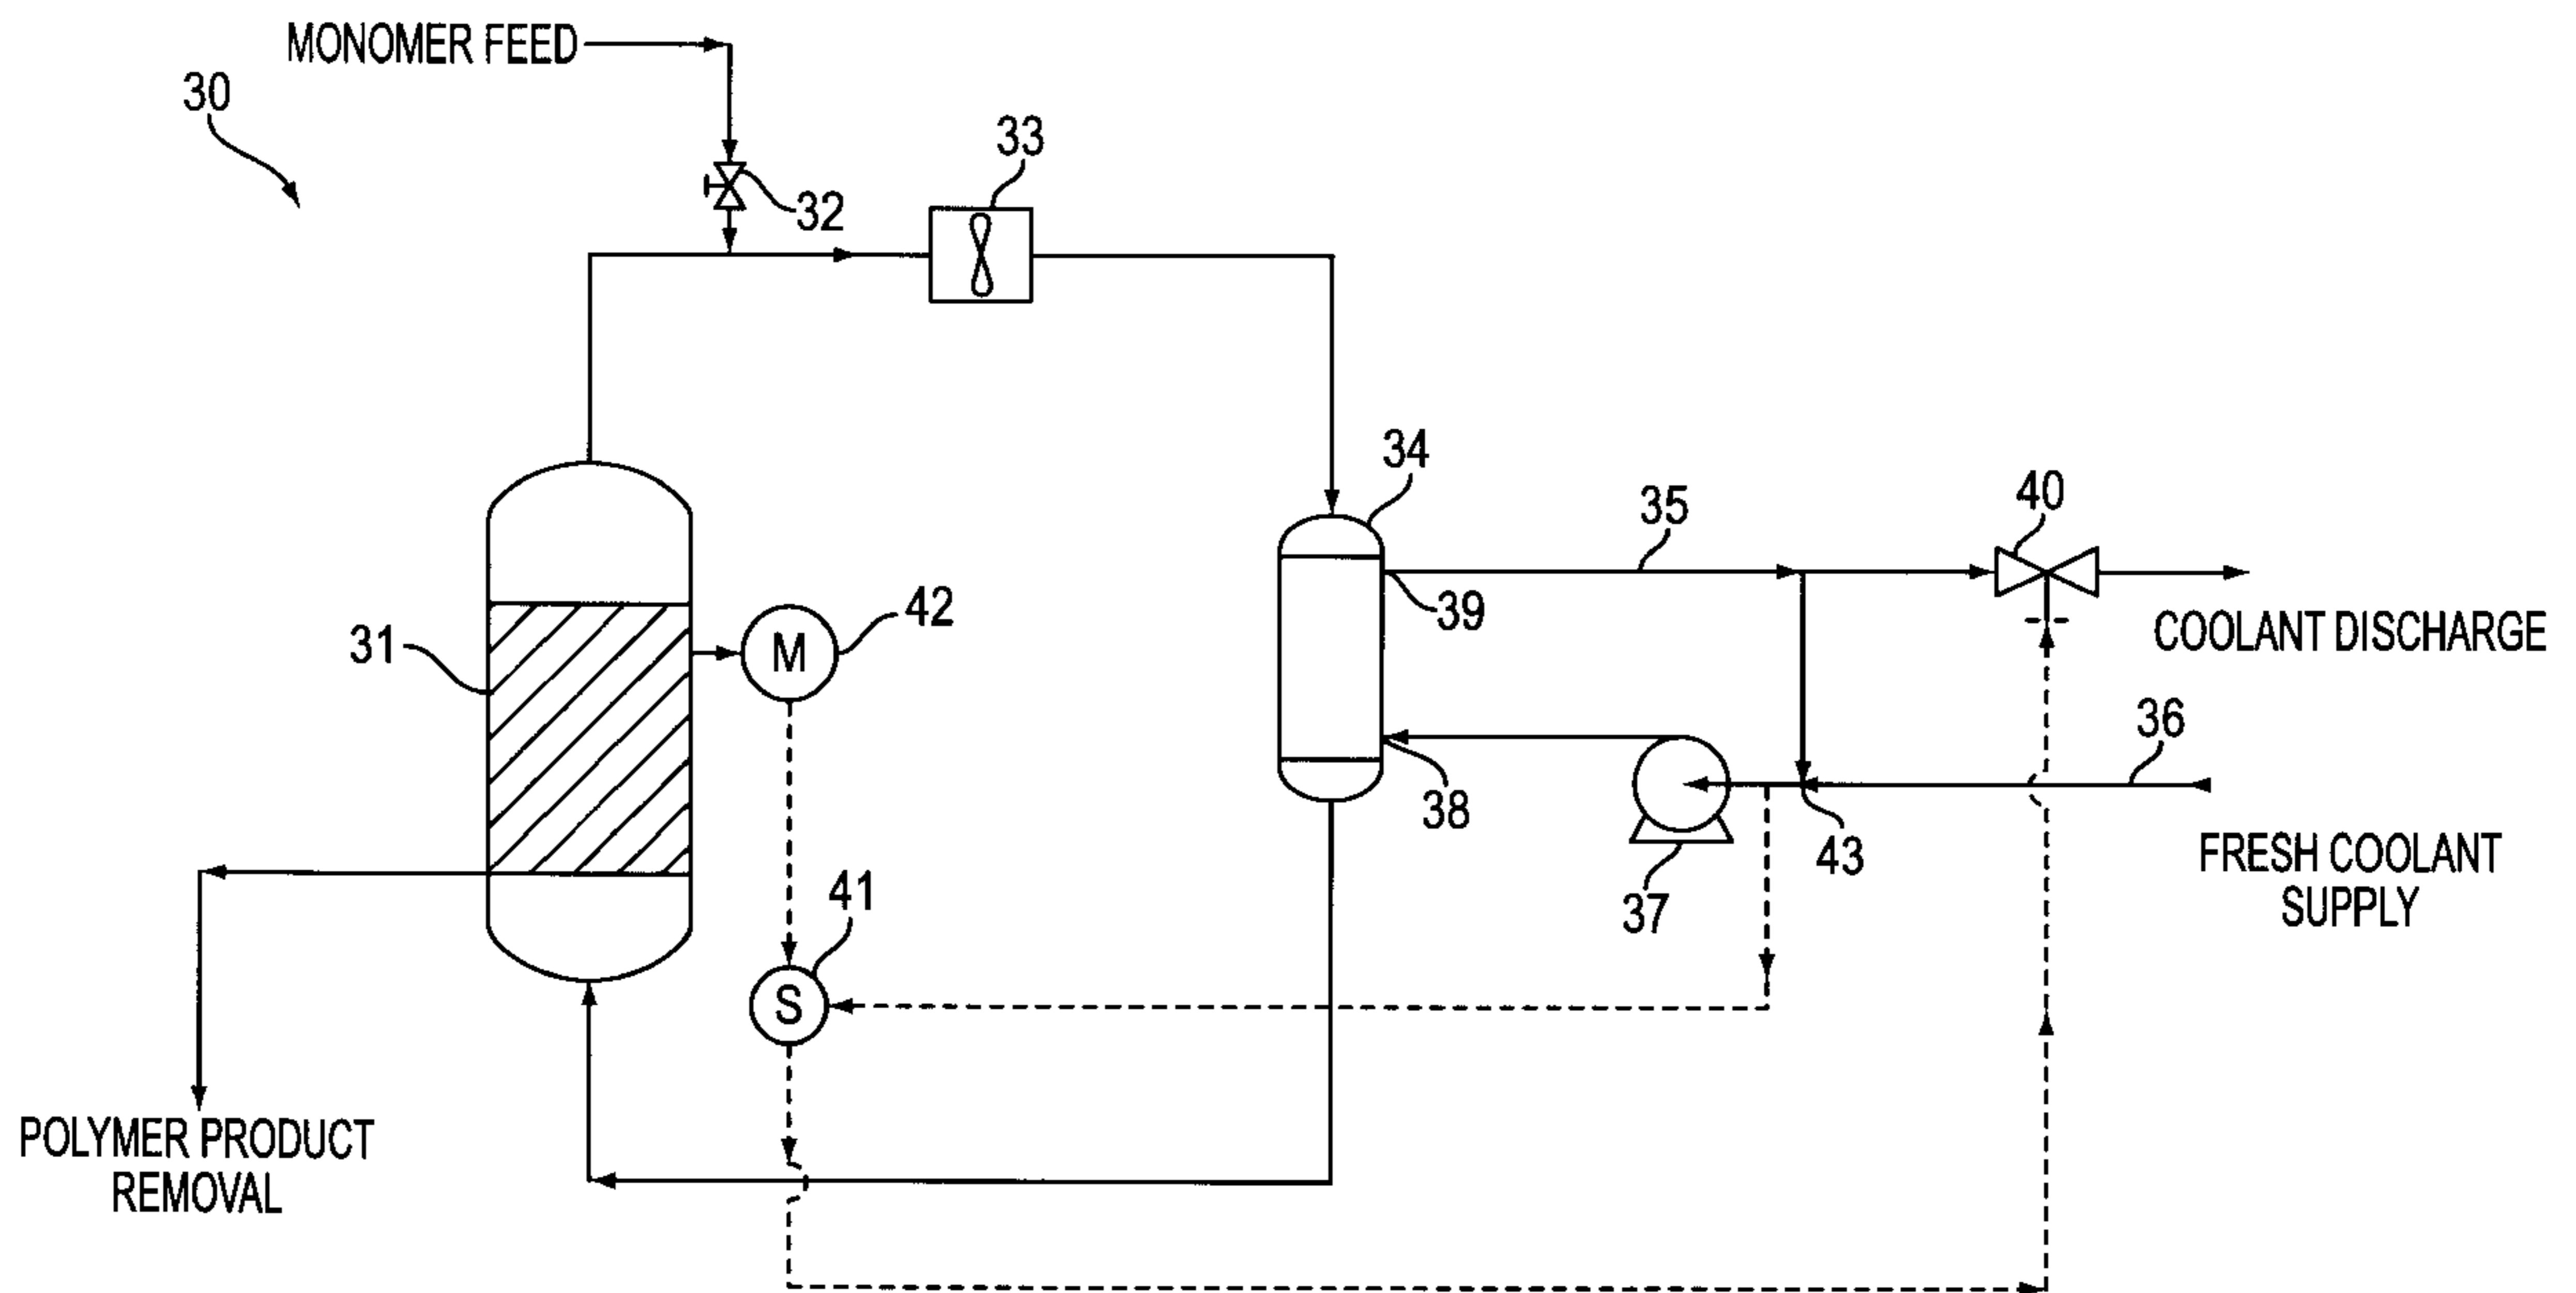 MONOMER FEED
30
33
32
34
35
40
39
42
31
M
COOLANT DISCHARGE
36
38
43
FRESH COOLANT
SUPPLY
37
41
S
POLYMER PRODUCT
REMOVAL